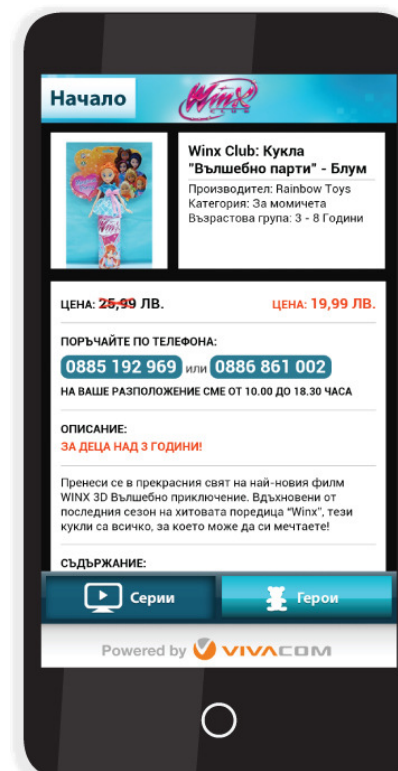 Начало
Winx
CLUB
Winx Club: Кукла
"Вълшебно парти" - Блум
Производител: Rainbow Toys
Категория: За момичета
Възрастова група: 3 - 8 Години
ЦЕНА: 25,99 ЛВ.
ЦЕНА: 19,99 ЛВ.
ПОРЪЧАЙТЕ ПО ТЕЛЕФОНА:
0885 192 969 или 0886 861 002
НА ВАШЕ РАЗПОЛОЖЕНИЕ СМЕ ОТ 10.00 ДО 18.30 ЧАСА
ОПИСАНИЕ:
ЗА ДЕЦА НАД 3 ГОДИНИ!
Пренеси се в прекрасния свят на най-новия филм
WINX 3D Вълшебно приключение. Вдъхновени от
последния сезон на хитовата поредица "Winx", тези
кукли са всичко, за което може да си мечтаете!
СЪДЪРЖАНИЕ:
Серии
Герои
Powered by VIVACOM